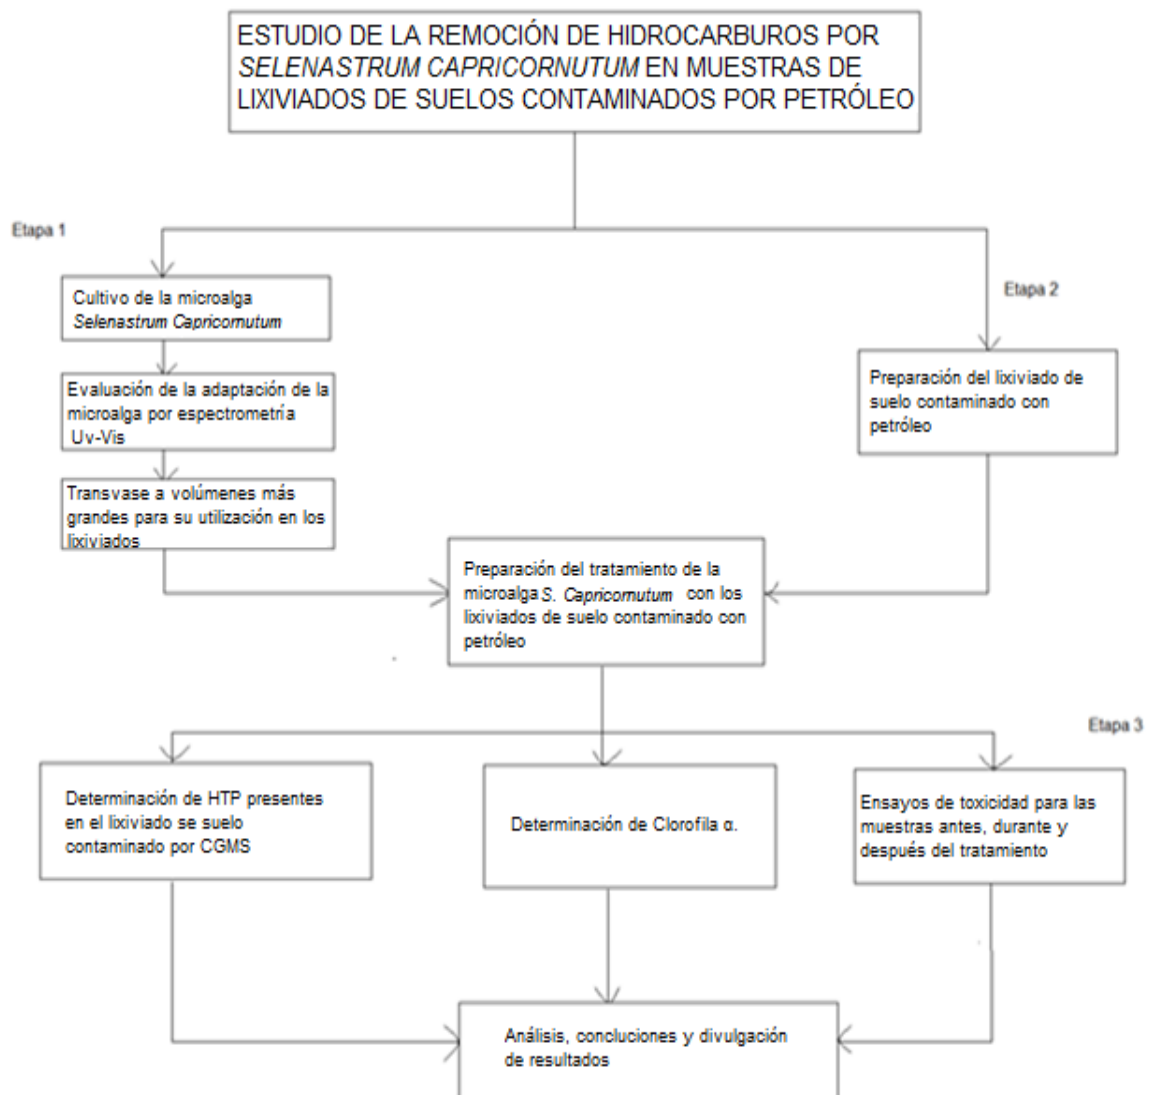 ESTUDIO DE LA REMOCIÓN DE HIDROCARBUROS POR
SELENASTRUM CAPRICORNUTUM EN MUESTRAS DE
LIXIVIADOS DE SUELOS CONTAMINADOS POR PETRÓLEO
Etapa 1
Cultivo de la microalga
Selenastrum Capricornutum
Evaluación de la adaptación de la
microalga por espectrometría
Uv-Vis
Transvase a volúmenes más
grandes para su utilización en los
lixiviados
Etapa 2
Preparación del lixiviado de
suelo contaminado con
petróleo
Preparación del tratamiento de la
microalga S. Capricornutum con los
lixiviados de suelo contaminado con
petróleo
Etapa 3
Determinación de HTP presentes
en el lixiviado se suelo
contaminado por CGMS
Determinación de Clorofila α.
Ensayos de toxicidad para las
muestras antes, durante y
después del tratamiento
Análisis, concluciones y divulgación
de resultados